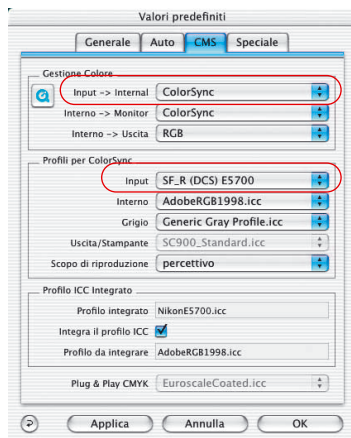 Valori predefiniti
Generale Auto CMS Speciale
Gestione Colore
Input -> Internal ColorSync
Interno -> Monitor ColorSync
Interno -> Uscita RGB
Profili per ColorSync
Input SF_R (DCS) E5700
Interno AdobeRGB1998.icc
Grigio Generic Gray Profile.icc
Uscita/Stampante SC900_Standard.icc
Scopo di riproduzione percettivo
Profilo ICC Integrato
Profilo integrato NikonE5700.icc
Integra il profilo ICC
Profilo da integrare AdobeRGB1998.icc
Plug & Play CMYK EuroscaleCoated.icc
? Applica Annulla OK